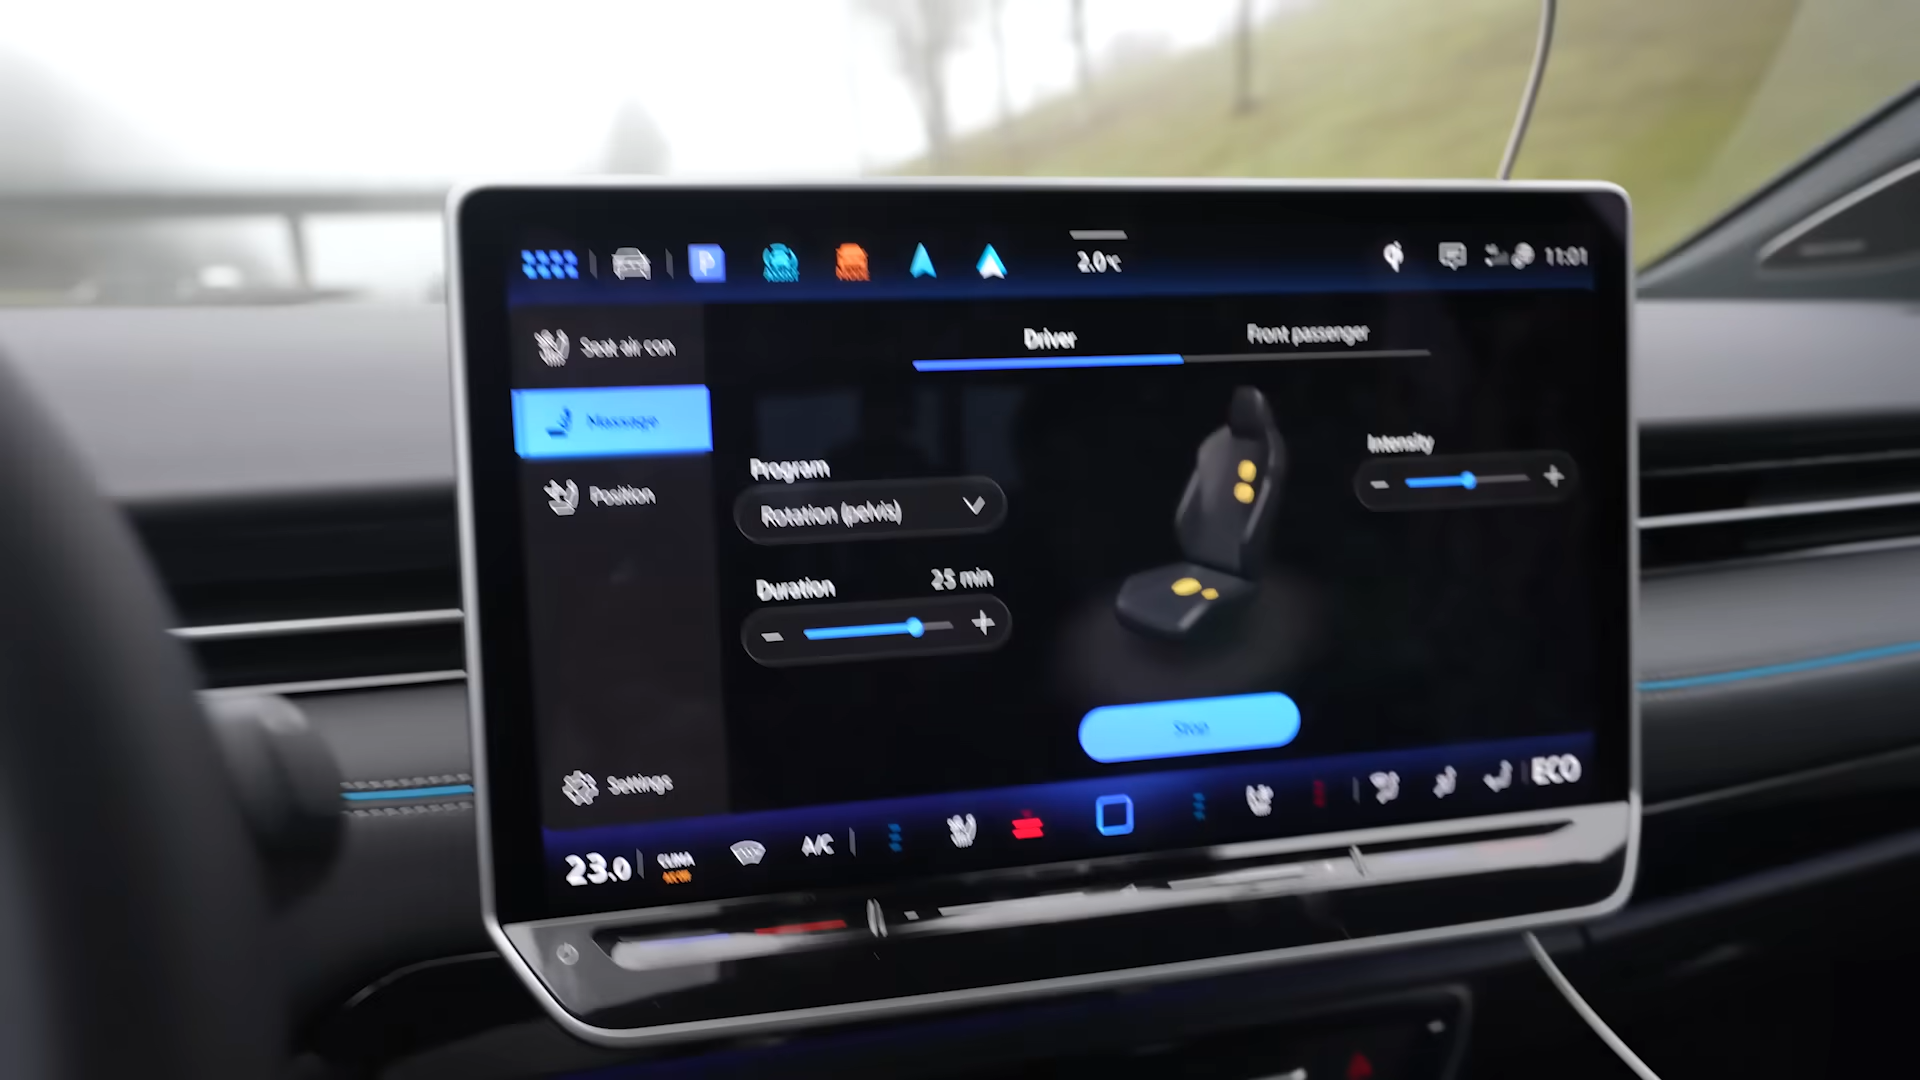 2.0°C
11:01
Seat air con
Driver
Front passenger
Massage
Position
Program
Rotation (pelvis)
Intensity
Duration
25 min
Stop
Settings
23.0
CLIMA
A/C
ECO